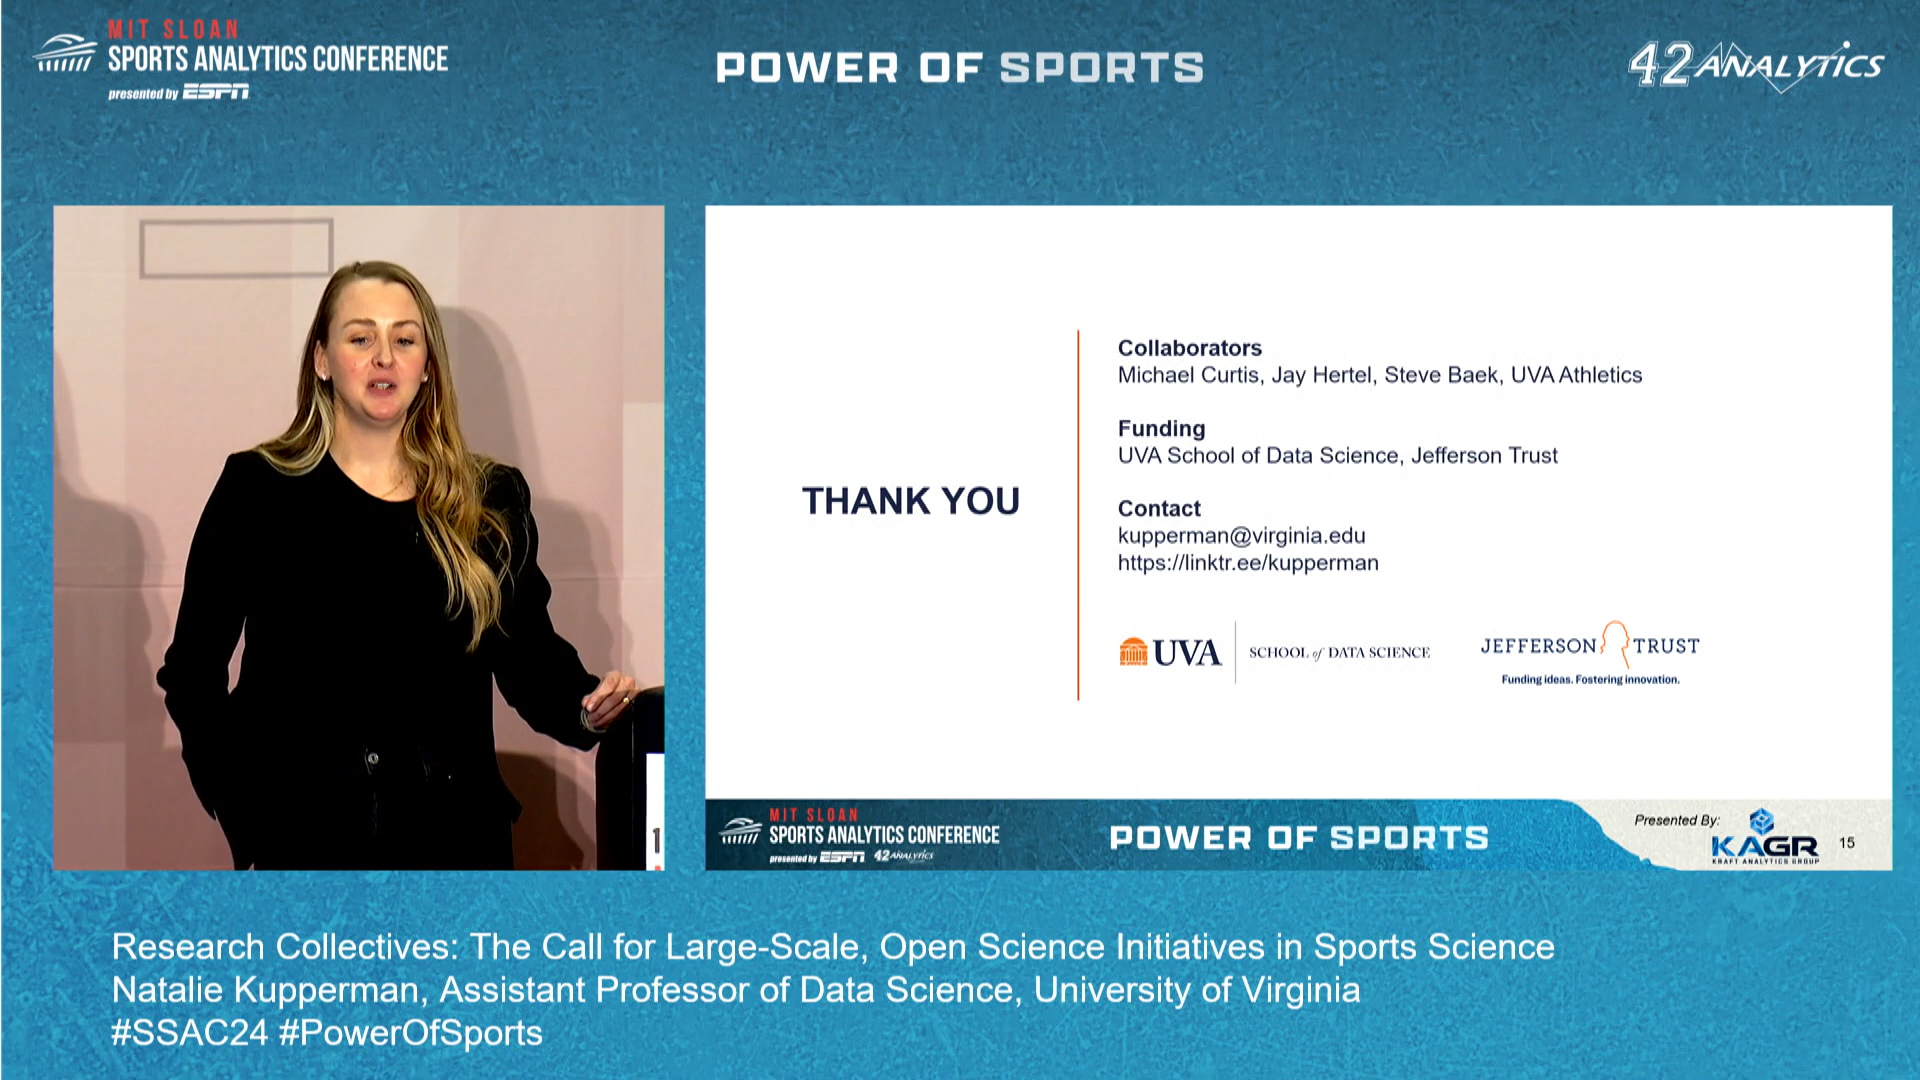 MIT SLOAN
SPORTS ANALYTICS CONFERENCE
presented by ESPN
POWER OF SPORTS
42 ANALYTICS
THANK YOU
Collaborators
Michael Curtis, Jay Hertel, Steve Baek, UVA Athletics
Funding
UVA School of Data Science, Jefferson Trust
Contact
kupperman@virginia.edu
https://linktr.ee/kupperman
UVA SCHOOL of DATA SCIENCE
JEFFERSON TRUST
Funding ideas. Fostering innovation.
MIT SLOAN
SPORTS ANALYTICS CONFERENCE
presented by ESPN 42 ANALYTICS
POWER OF SPORTS
Presented By:
KAGR
KRAFT ANALYTICS GROUP
15
1
Research Collectives: The Call for Large-Scale, Open Science Initiatives in Sports Science
Natalie Kupperman, Assistant Professor of Data Science, University of Virginia
#SSAC24 #PowerOfSports